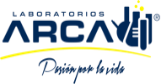 LABORATORIOS
ARCA®
Pasión por la vida